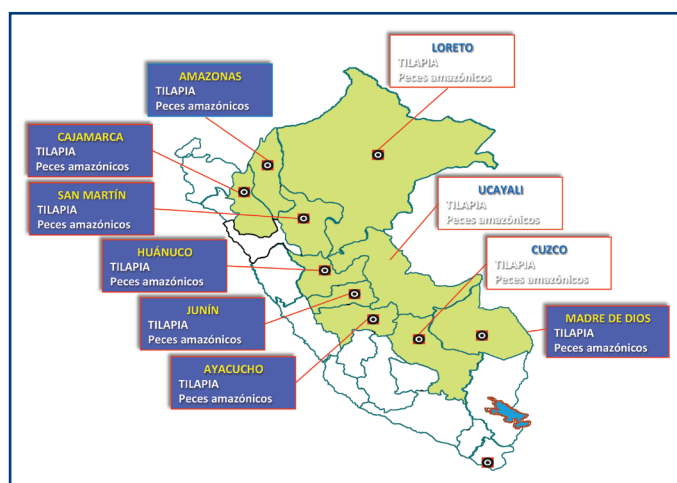 LORETO
TILAPIA
Peces amazónicos
AMAZONAS
TILAPIA
Peces amazónicos
CAJAMARCA
TILAPIA
Peces amazónicos
SAN MARTÍN
TILAPIA
Peces amazónicos
UCAYALI
TILAPIA
Peces amazónicos
HUÁNUCO
TILAPIA
Peces amazónicos
CUZCO
TILAPIA
Peces amazónicos
JUNÍN
TILAPIA
Peces amazónicos
MADRE DE DIOS
TILAPIA
Peces amazónicos
AYACUCHO
TILAPIA
Peces amazónicos